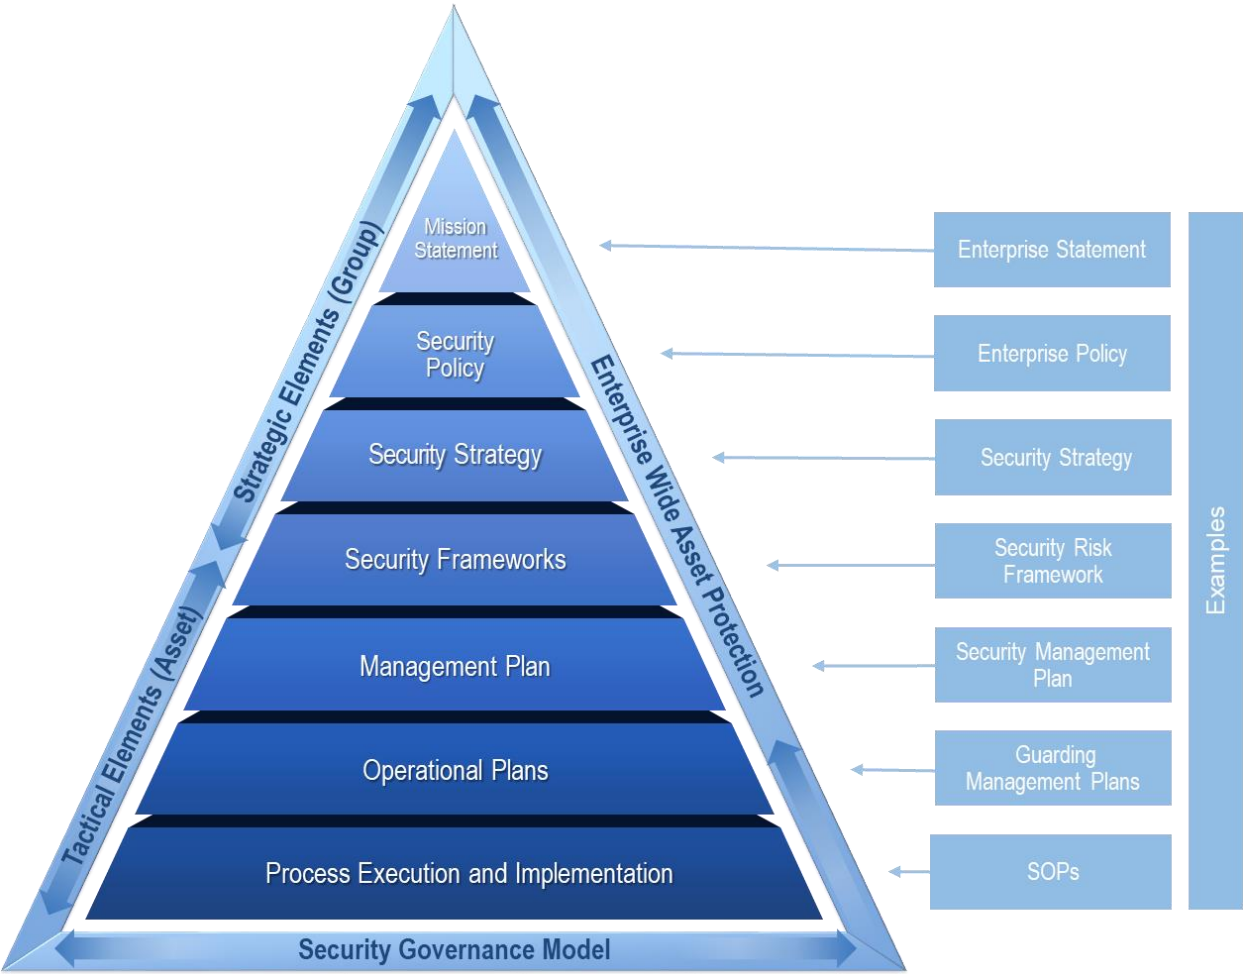 Mission
Statement
Security
Policy
Security Strategy
Security Frameworks
Management Plan
Operational Plans
Process Execution and Implementation
Strategic Elements (Group)
Tactical Elements (Asset)
Enterprise Wide Asset Protection
Security Governance Model
Enterprise Statement
Enterprise Policy
Security Strategy
Security Risk
Framework
Security Management
Plan
Guarding
Management Plans
SOPs
Examples